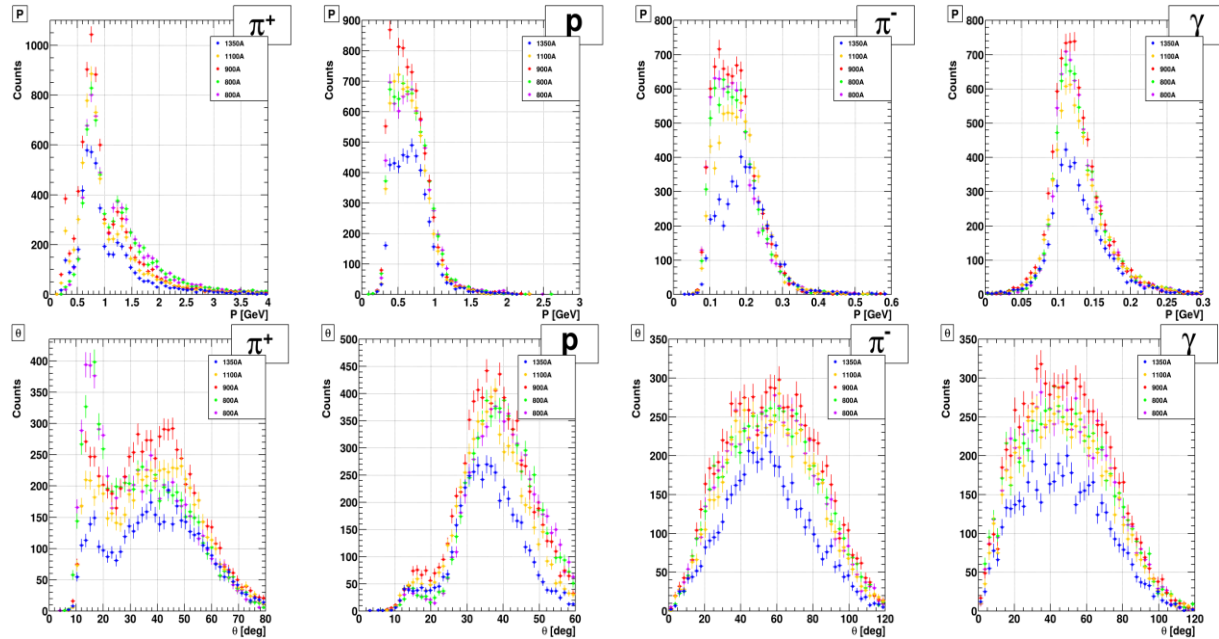 P
π⁺
Counts
1350A
1100A
900A
800A
800A
1000
800
600
400
200
0
0 0.5 1 1.5 2 2.5 3 3.5 4
P [GeV]
P
p
Counts
1350A
1100A
900A
800A
800A
900
800
700
600
500
400
300
200
100
0
0.5 1 1.5 2 2.5 3
P [GeV]
P
π⁻
Counts
1350A
1100A
900A
800A
800A
800
700
600
500
400
300
200
100
0
0 0.1 0.2 0.3 0.4 0.5 0.6
P [GeV]
P
γ
Counts
1350A
1100A
900A
800A
800A
800
700
600
500
400
300
200
100
0
0 0.05 0.1 0.15 0.2 0.25 0.3
P [GeV]
θ
π⁺
Counts
1350A
1100A
900A
800A
800A
400
350
300
250
200
150
100
50
0
0 10 20 30 40 50 60 70 80
θ [deg]
θ
p
Counts
1350A
1100A
900A
800A
800A
500
450
400
350
300
250
200
150
100
50
0
0 10 20 30 40 50 60
θ [deg]
θ
π⁻
Counts
1350A
1100A
900A
800A
800A
350
300
250
200
150
100
50
0
0 20 40 60 80 100 120
θ [deg]
θ
γ
Counts
1350A
1100A
900A
800A
800A
350
300
250
200
150
100
50
0
0 20 40 60 80 100 120
θ [deg]